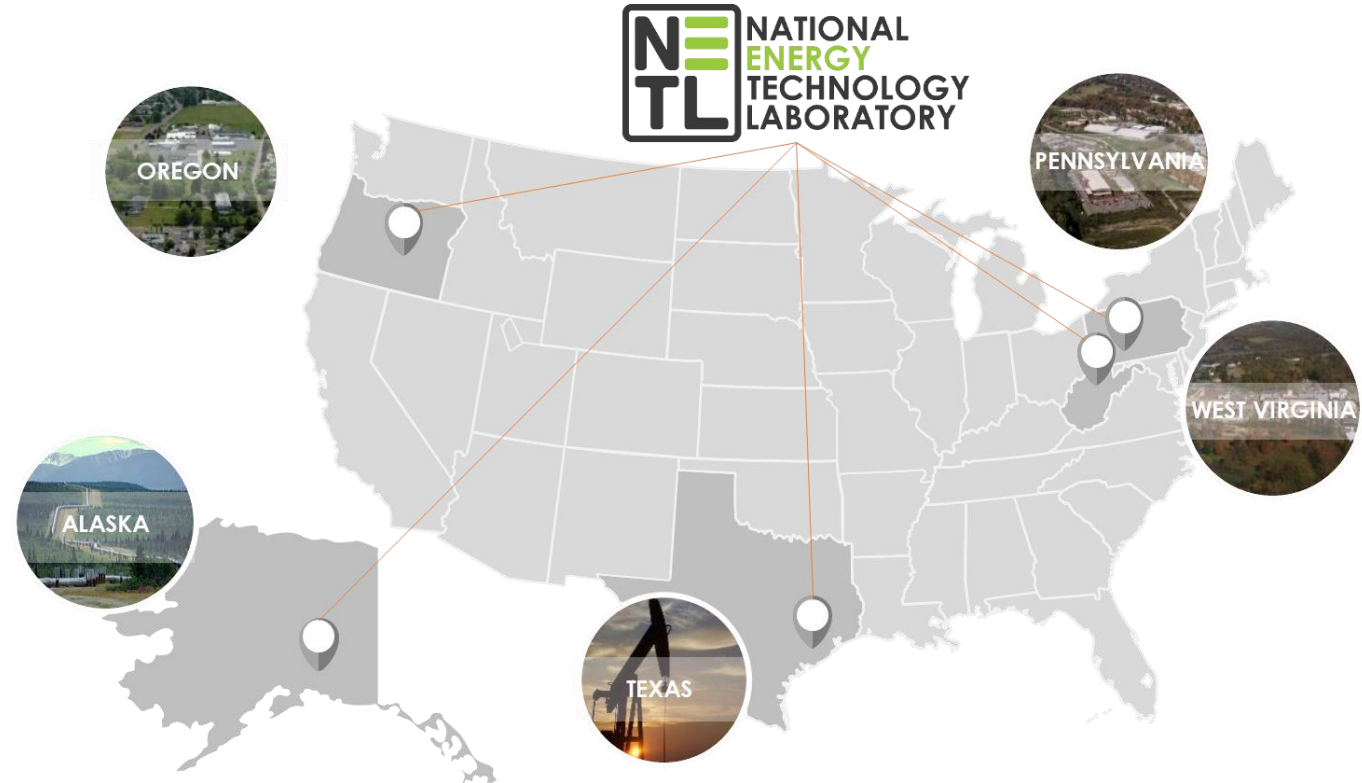 NE
TL
NATIONAL
ENERGY
TECHNOLOGY
LABORATORY
OREGON
PENNSYLVANIA
WEST VIRGINIA
ALASKA
TEXAS